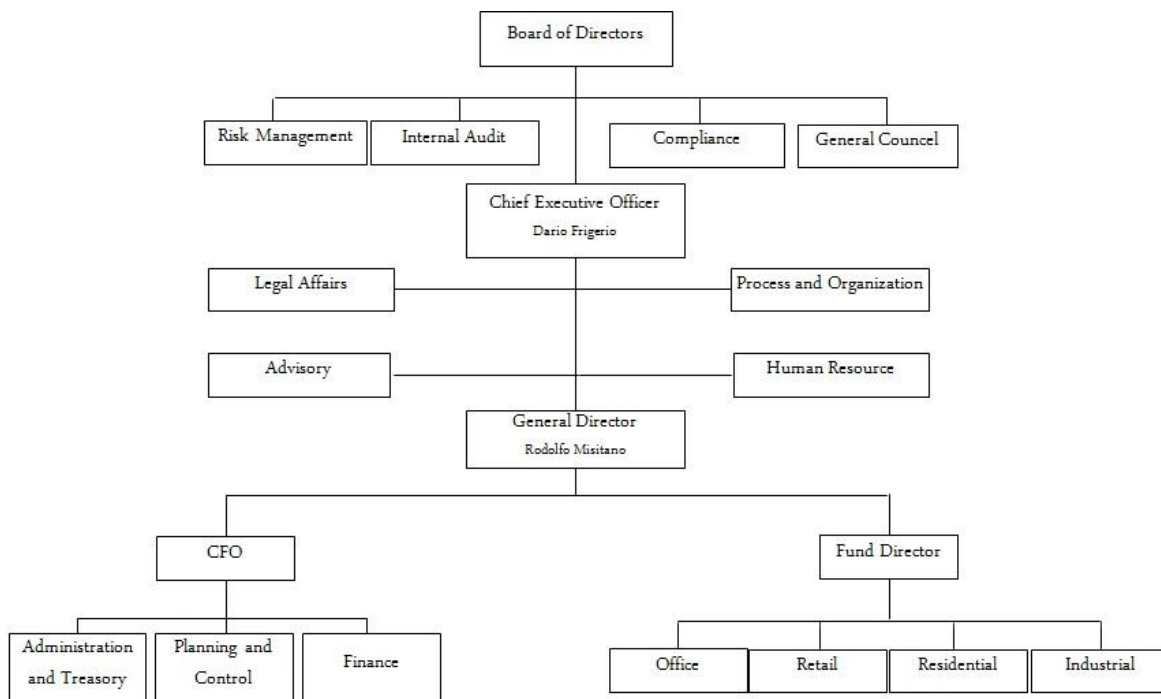 Board of Directors
Risk Management
Internal Audit
Compliance
General Councel
Chief Executive Officer
Dario Frigerio
Legal Affairs
Process and Organization
Advisory
Human Resource
General Director
Rodolfo Misitano
CFO
Fund Director
Administration
and Treasury
Planning and
Control
Finance
Office
Retail
Residential
Industrial